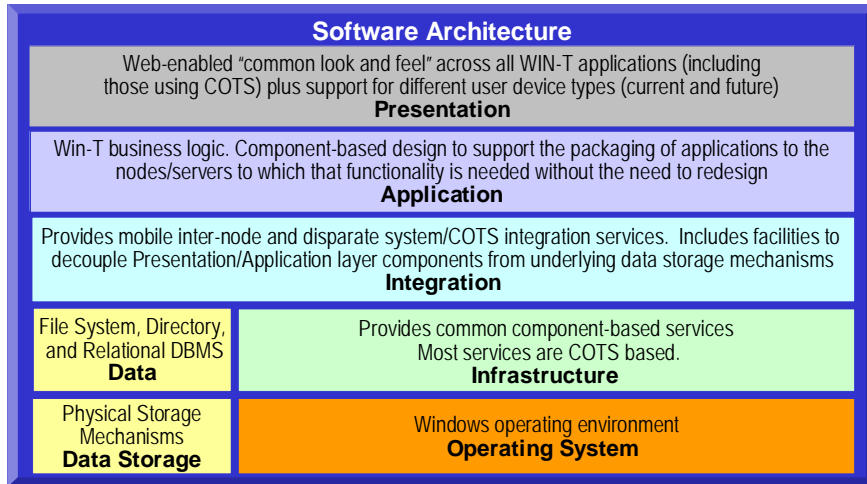 Software Architecture
Web-enabled “common look and feel” across all WIN-T applications (including
those using COTS) plus support for different user device types (current and future)
Presentation
Win-T business logic. Component-based design to support the packaging of applications to the
nodes/servers to which that functionality is needed without the need to redesign
Application
Provides mobile inter-node and disparate system/COTS integration services. Includes facilities to
decouple Presentation/Application layer components from underlying data storage mechanisms
Integration
File System, Directory,
and Relational DBMS
Data
Provides common component-based services
Most services are COTS based.
Infrastructure
Physical Storage
Mechanisms
Data Storage
Windows operating environment
Operating System